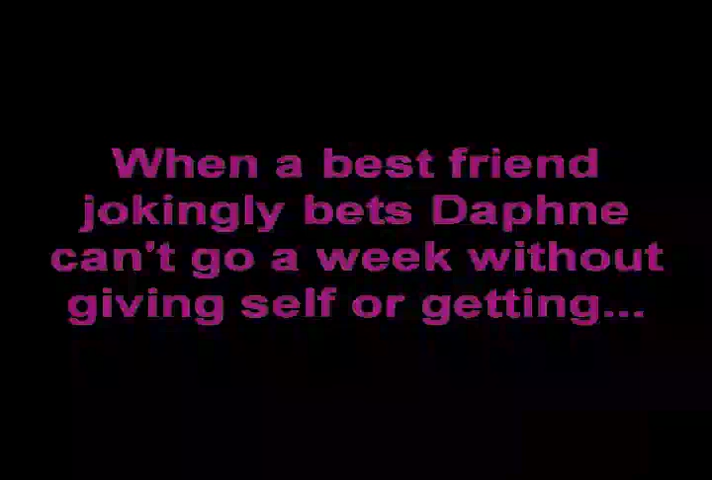 When a best friend
jokingly bets Daphne
can't go a week without
giving self or getting...